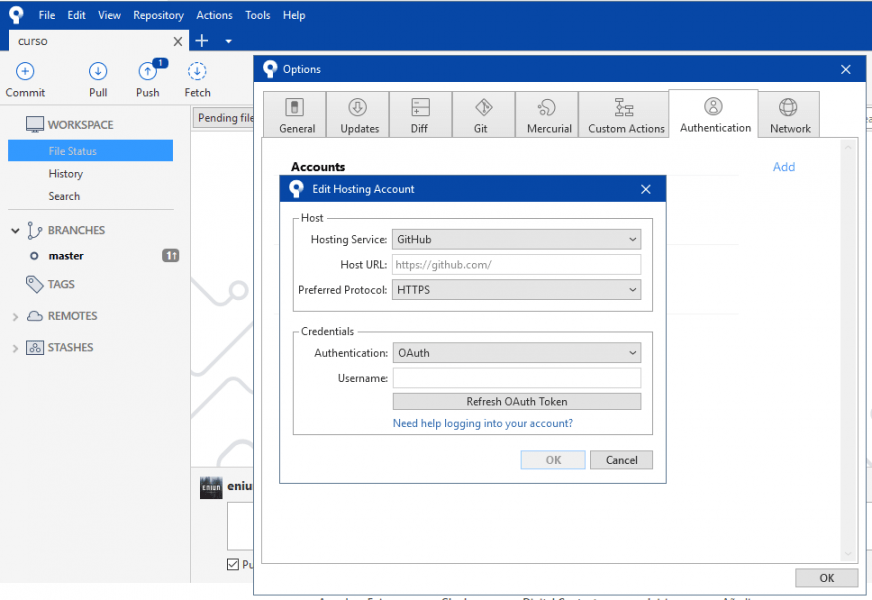 File Edit View Repository Actions Tools Help
curso
1
Commit Pull Push Fetch
Options
General Updates Diff Git Mercurial Custom Actions Authentication Network
WORKSPACE
Pending file
File Status
History
Search
BRANCHES
master 1↑
TAGS
REMOTES
STASHES
Accounts Add
Edit Hosting Account
Host
Hosting Service: GitHub
Host URL: https://github.com/
Preferred Protocol: HTTPS
Credentials
Authentication: OAuth
Username:
Refresh OAuth Token
Need help logging into your account?
OK Cancel
OK